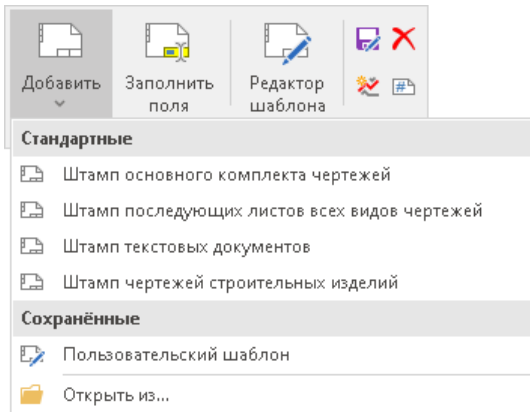 Добавить
Заполнить
поля
Редактор
шаблона
Стандартные
Штамп основного комплекта чертежей
Штамп последующих листов всех видов чертежей
Штамп текстовых документов
Штамп чертежей строительных изделий
Сохранённые
Пользовательский шаблон
Открыть из...